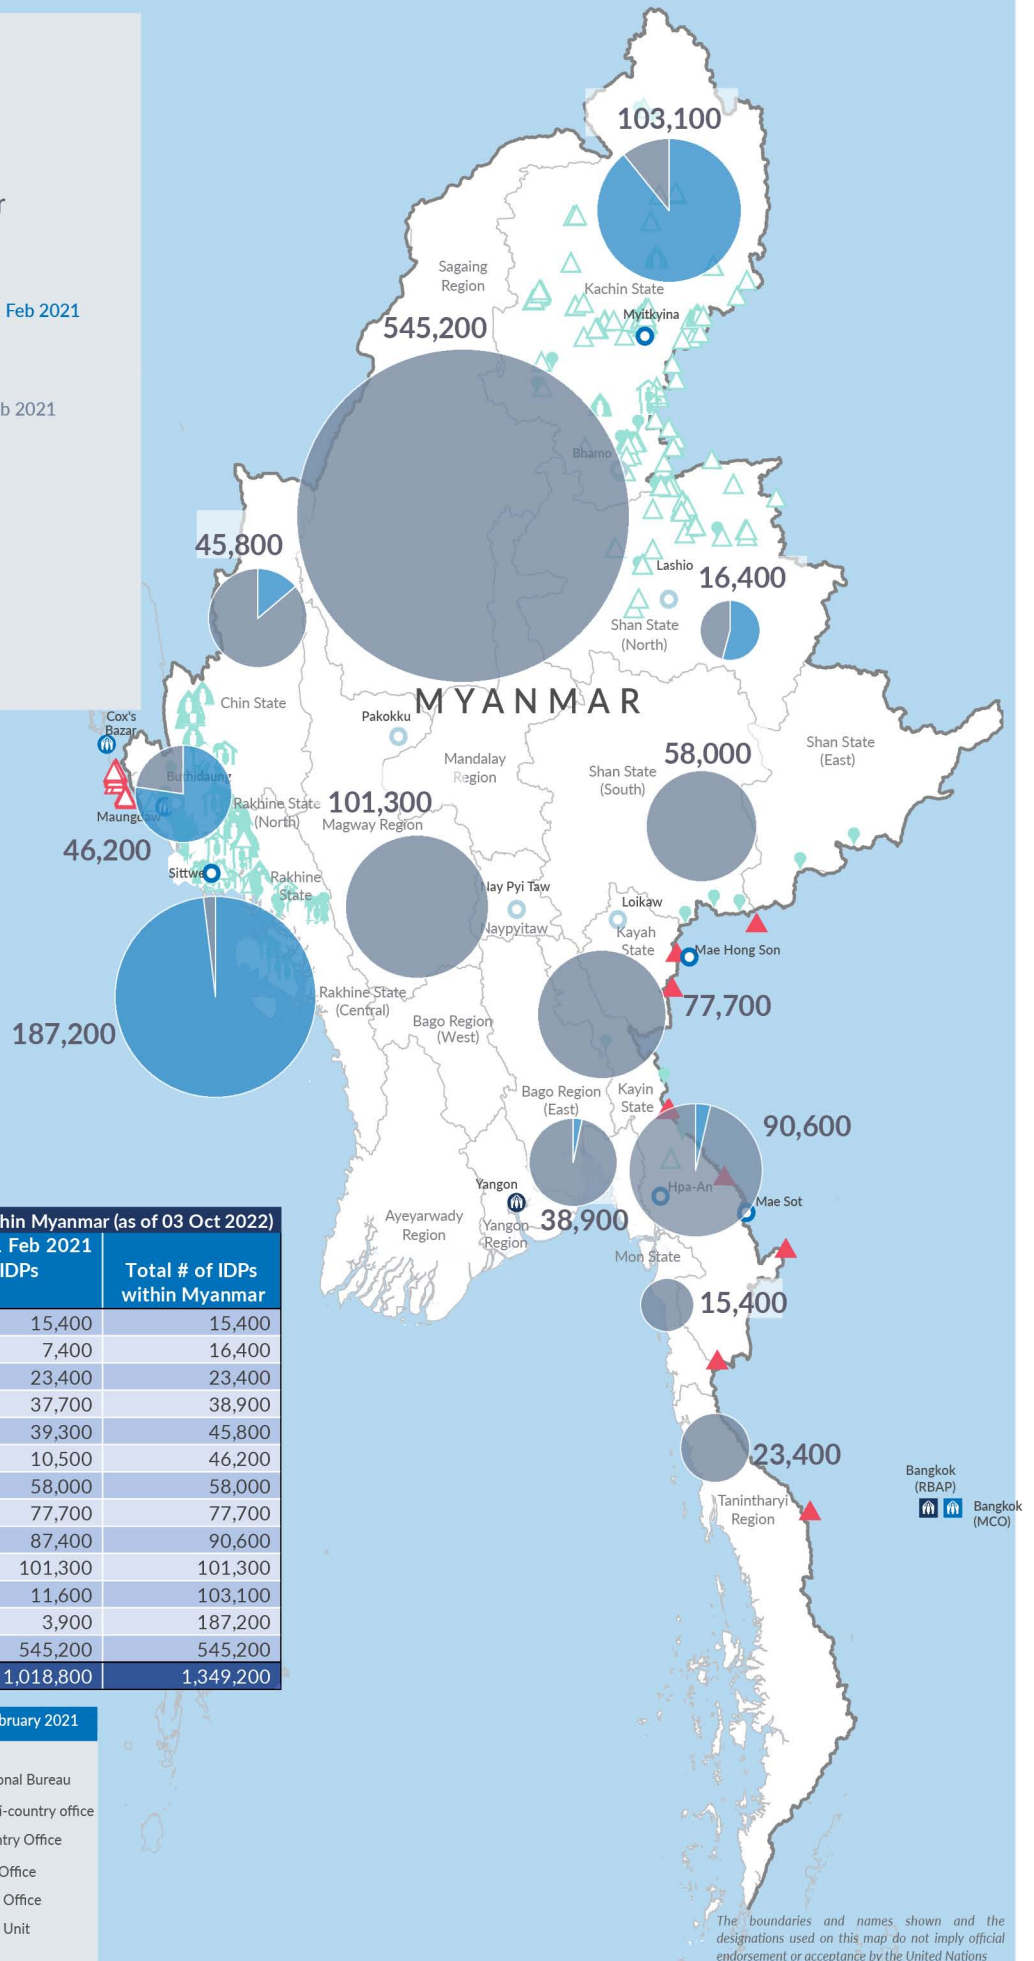 103,100
r
Feb 2021
b 2021
Sagaing
Region
Kachin State
Myitkyina
545,200
Bhamo
45,800
Lashio
16,400
Shan State
(North)
MYANMAR
Chin State
Cox's
Bazar
Pakokku
Mandalay
Region
58,000
Shan State
(South)
Shan State
(East)
Buthidaung
Maungdaw
Rakhine State
(North)
101,300
Magway Region
46,200
Sittwe
Rakhine
State
Nay Pyi Taw
Naypyitaw
Loikaw
Kayah
State
Mae Hong Son
77,700
Rakhine State
(Central)
187,200
Bago Region
(West)
Bago Region
(East)
Kayin
State
90,600
Hpa-An
Mae Sot
Yangon
Yangon
Region
38,900
Ayeyarwady
Region
Mon State
15,400
23,400
Tanintharyi
Region
Bangkok
(RBAP)
Bangkok
(MCO)
hin Myanmar (as of 03 Oct 2022)
Feb 2021
IDPs
Total # of IDPs
within Myanmar
15,400 15,400
7,400 16,400
23,400 23,400
37,700 38,900
39,300 45,800
10,500 46,200
58,000 58,000
77,700 77,700
87,400 90,600
101,300 101,300
11,600 103,100
3,900 187,200
545,200 545,200
1,018,800 1,349,200
bruary 2021
onal Bureau
i-country office
ntry Office
Office
Office
Unit
The boundaries and names shown and the
designations used on this map do not imply official
endorsement or acceptance by the United Nations